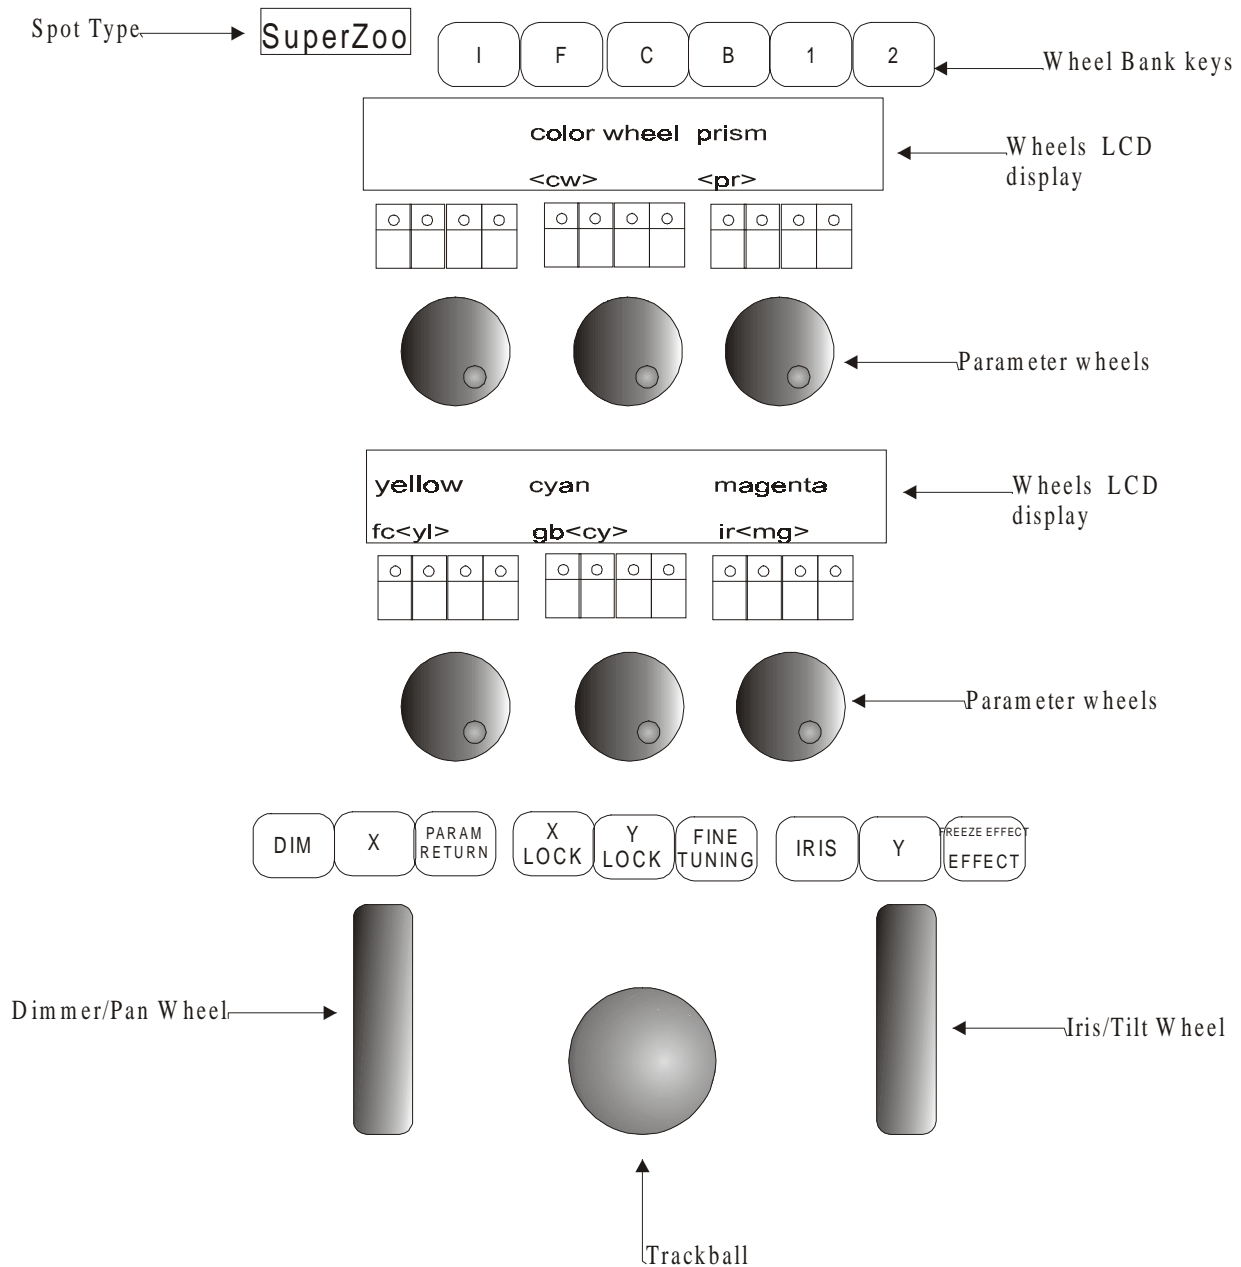 Spot Type
SuperZoo
I F C B 1 2
Wheel Bank keys
color wheel prism
<cw> <pr>
Wheels LCD
display
Parameter wheels
yellow cyan magenta
fc<yl> gb<cy> ir<mg>
Wheels LCD
display
Parameter wheels
DIM
X
PARAM
RETURN
X
LOCK
Y
LOCK
FINE
TUNING
IRIS
Y
FREEZE EFFECT
EFFECT
Dimmer/Pan Wheel
Iris/Tilt Wheel
Trackball